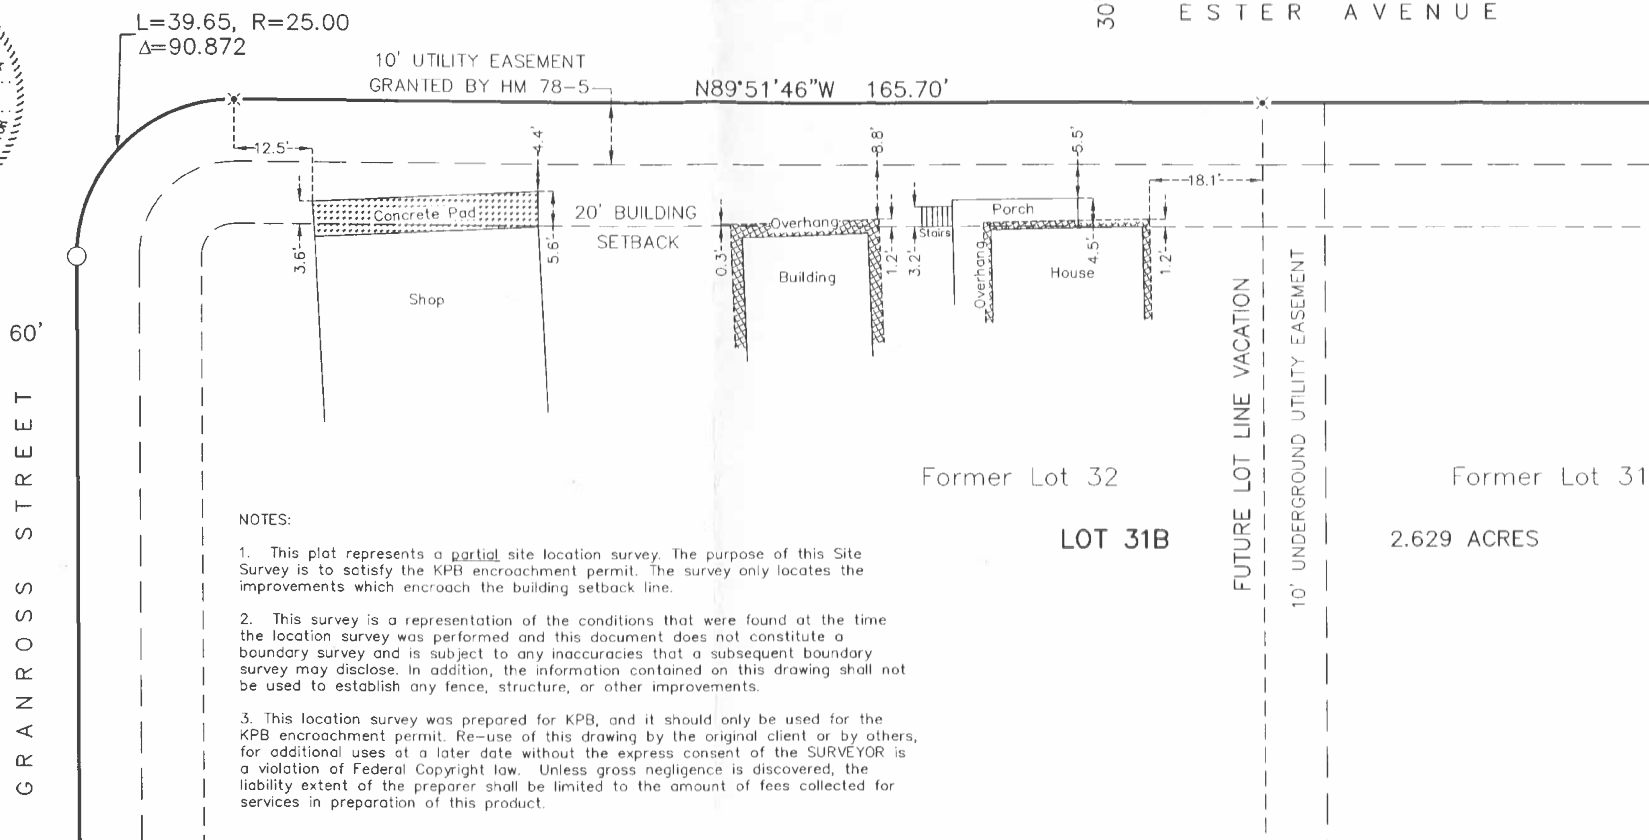 L=39.65, R=25.00
Δ=90.872
10' UTILITY EASEMENT
GRANTED BY HM 78-5
N89°51'46"W 165.70'
30
ESTER AVENUE
12.5'
4.4'
8.8'
5.5'
18.1'
Concrete Pad
20' BUILDING
SETBACK
Overhang
Stairs
Porch
3.6'
5.6'
0.3'
1.2'
3.2'
Overhang
4.5'
1.2'
Shop
Building
House
60'
GRANROSS STREET
FUTURE LOT LINE VACATION
10' UNDERGROUND UTILITY EASEMENT
Former Lot 32
Former Lot 31
LOT 31B
2.629 ACRES
NOTES:
1. This plat represents a partial site location survey. The purpose of this Site
Survey is to satisfy the KPB encroachment permit. The survey only locates the
improvements which encroach the building setback line.
2. This survey is a representation of the conditions that were found at the time
the location survey was performed and this document does not constitute a
boundary survey and is subject to any inaccuracies that a subsequent boundary
survey may disclose. In addition, the information contained on this drawing shall not
be used to establish any fence, structure, or other improvements.
3. This location survey was prepared for KPB, and it should only be used for the
KPB encroachment permit. Re-use of this drawing by the original client or by others,
for additional uses at a later date without the express consent of the SURVEYOR is
a violation of Federal Copyright law. Unless gross negligence is discovered, the
liability extent of the preparer shall be limited to the amount of fees collected for
services in preparation of this product.